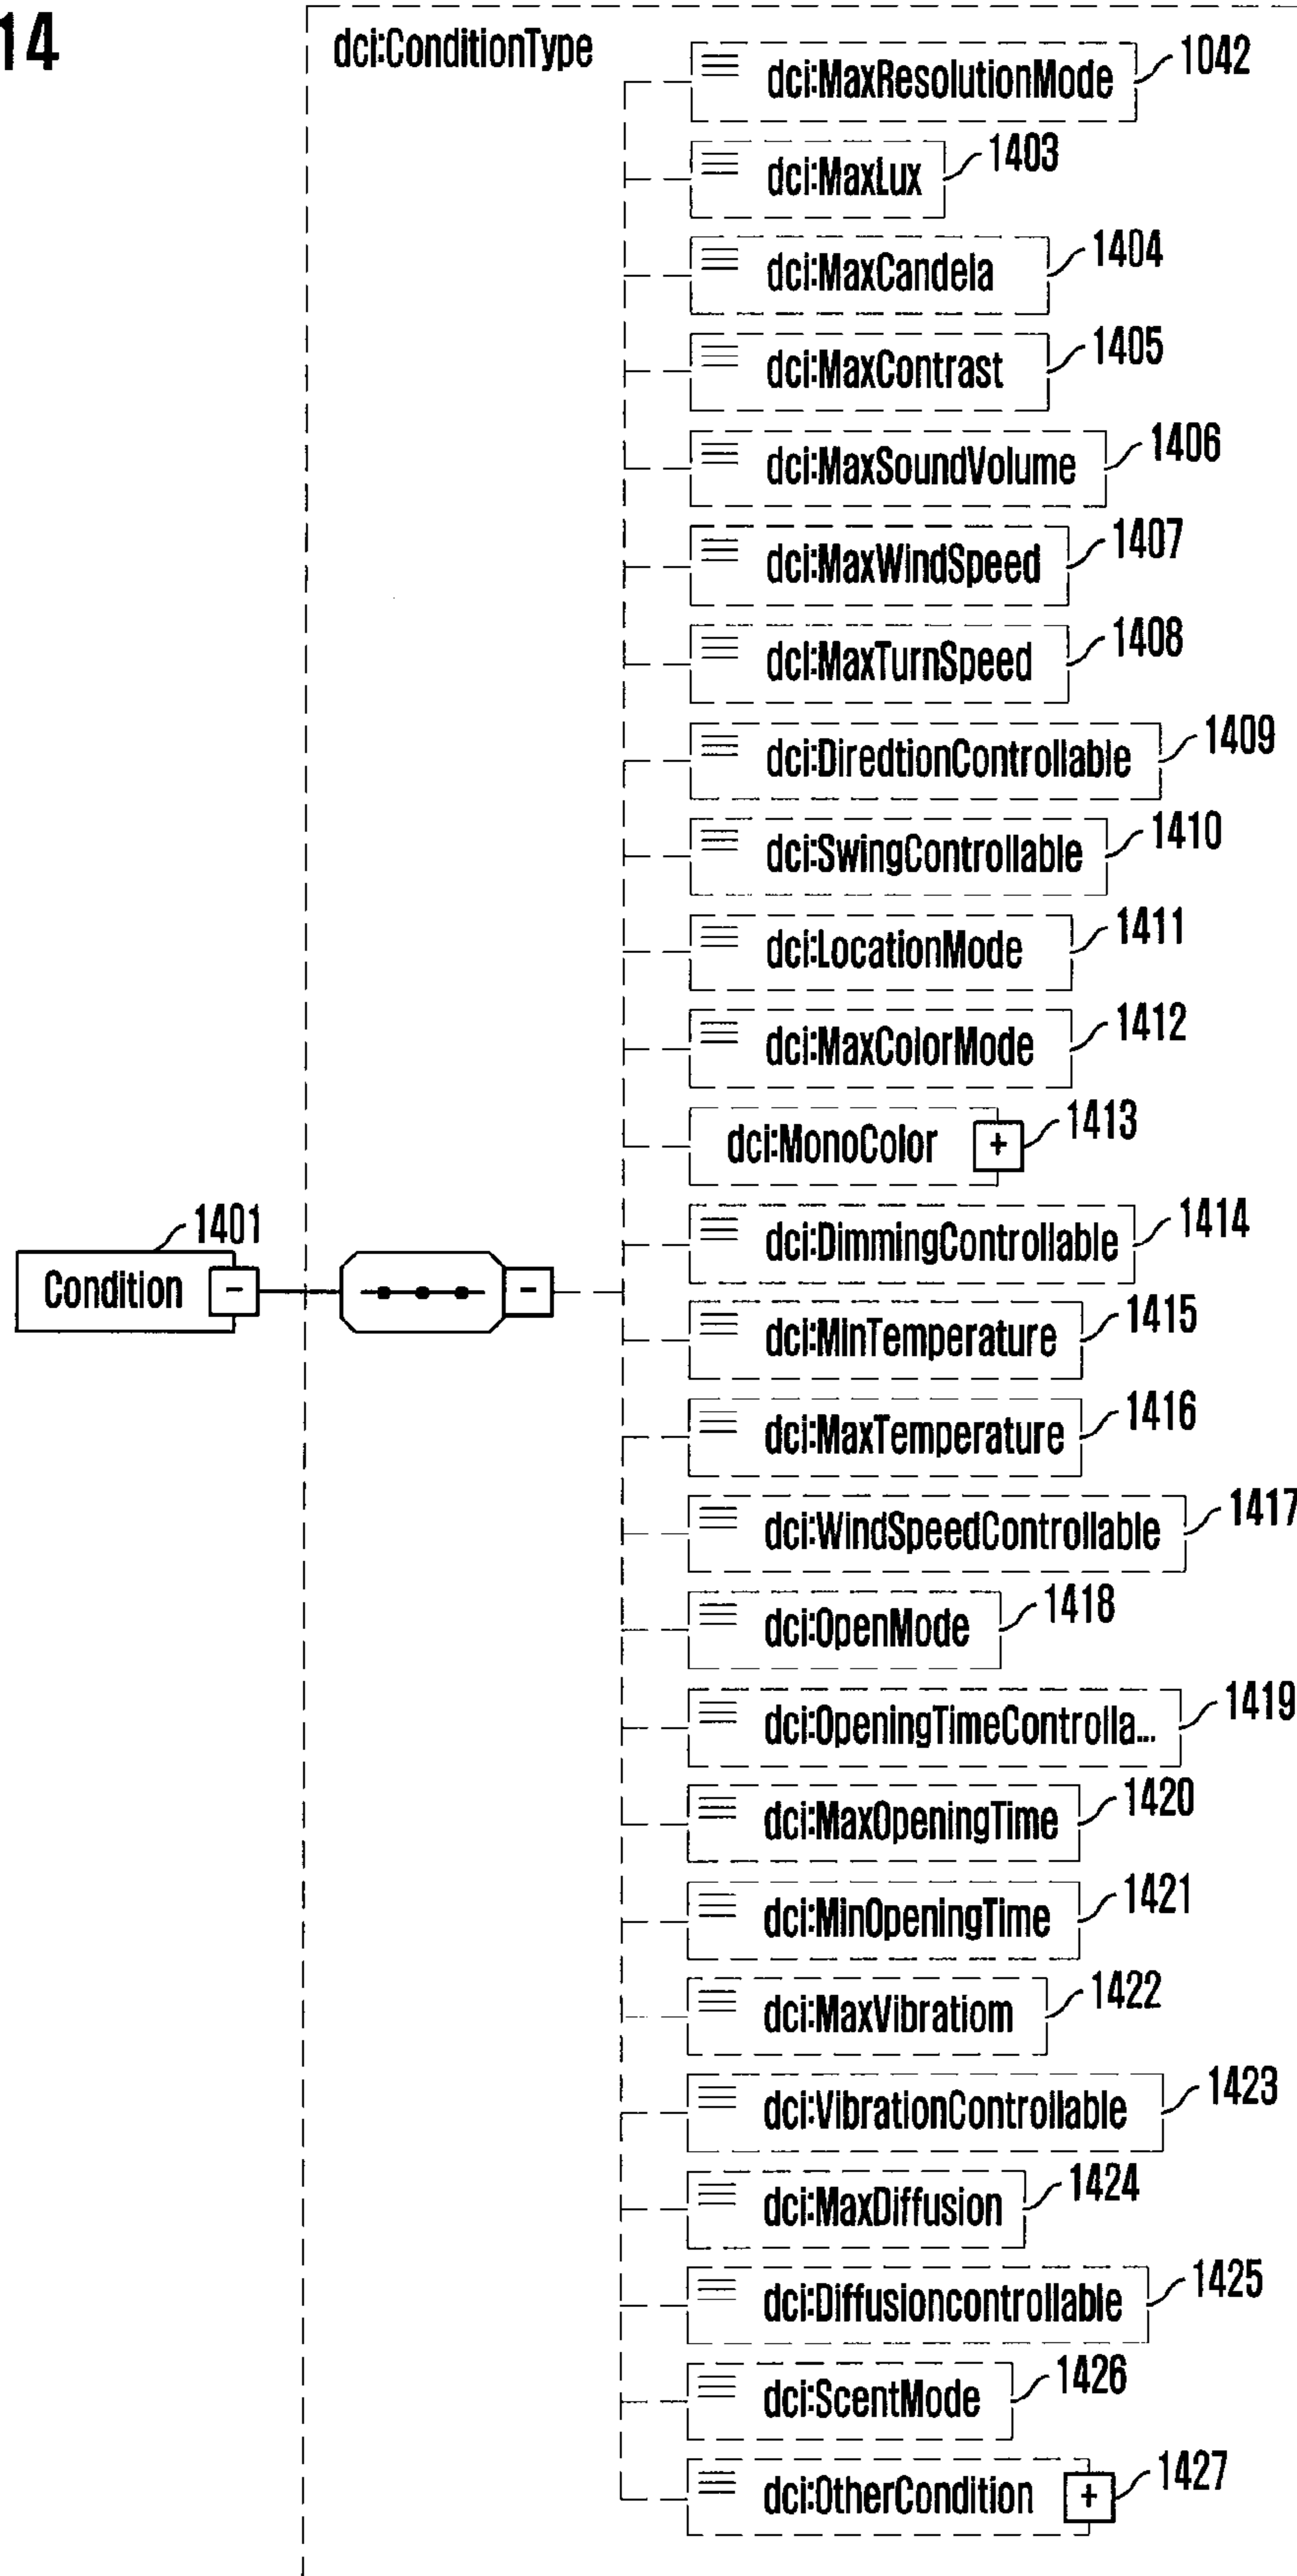 14
dci:ConditionType
dci:MaxResolutionMode 1042
dci:MaxLux 1403
dci:MaxCandela 1404
dci:MaxContrast 1405
dci:MaxSoundVolume 1406
dci:MaxWindSpeed 1407
dcl:MaxTurnSpeed 1408
dci:DiredtionControllable 1409
dci:SwingControllable 1410
dci:LocationMode 1411
dci:MaxColorMode 1412
dci:MonoColor + 1413
1401
Condition - -
dci:DimmingControllable 1414
dci:MinTemperature 1415
dci:MaxTemperature 1416
dci:WindSpeedControllable 1417
dci:OpenMode 1418
dci:OpeningTimeControlla... 1419
dci:MaxOpeningTime 1420
dci:MinOpeningTime 1421
dci:MaxVibratiom 1422
dci:VibrationControllable 1423
dci:MaxDiffusion 1424
dci:Diffusioncontrollable 1425
dci:ScentMode 1426
dci:OtherCondition + 1427